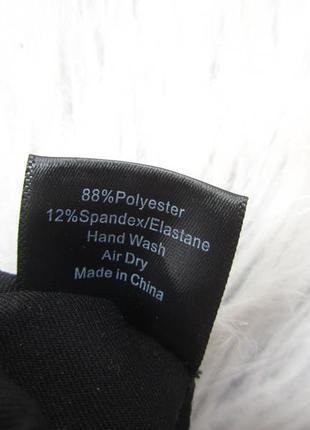 88%Polyester
12%Spandex/Elastane
Hand Wash
Air Dry
Made in China